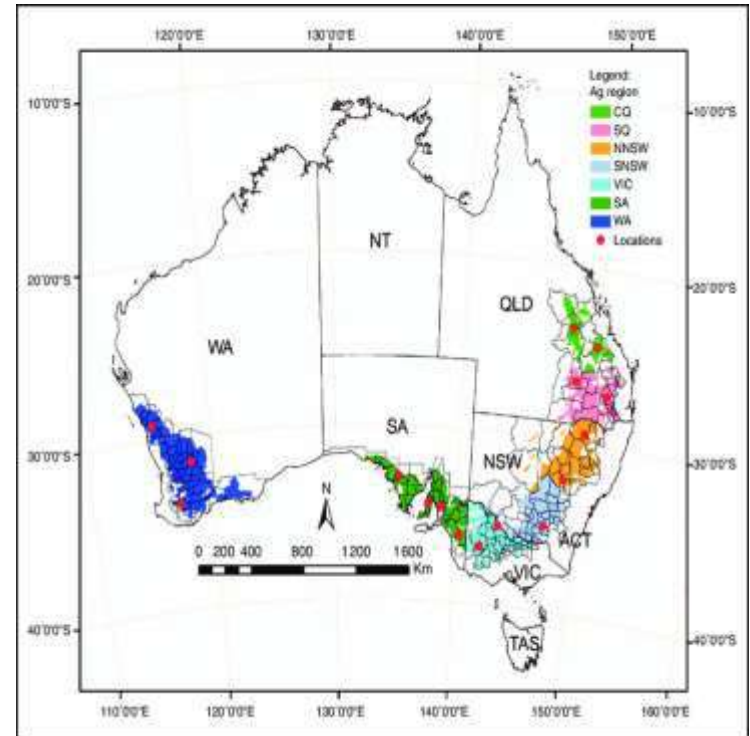 120°0'0"E 130°0'0"E 140°0'0"E 150°0'0"E
Legend:
Ag region
CQ
SQ
NNSW
SNSW
VIC
SA
WA
Locations
10°0'0"S 10°0'0"S
NT
20°0'0"S 20°0'0"S
QLD
WA
SA
30°0'0"S 30°0'0"S
NSW
N
ACT
0 200 400 800 1200 1600
Km
VIC
40°0'0"S 40°0'0"S
TAS
110°0'0"E 120°0'0"E 130°0'0"E 140°0'0"E 150°0'0"E 160°0'0"E